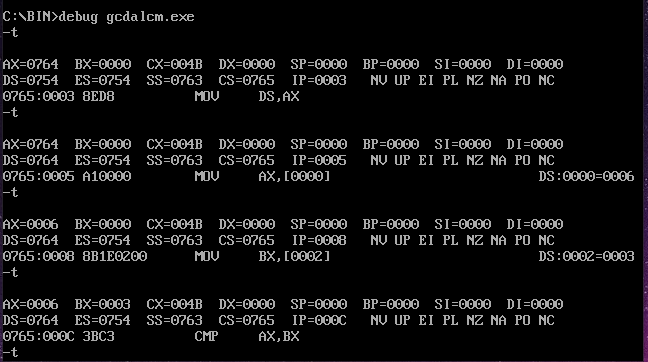 C:\BIN>debug gcdalcm.exe
-t
AX=0764 BX=0000 CX=004B DX=0000 SP=0000 BP=0000 SI=0000 DI=0000
DS=0754 ES=0754 SS=0763 CS=0765 IP=0003 NV UP EI PL NZ NA PO NC
0765:0003 8ED8 MOV DS,AX
-t
AX=0764 BX=0000 CX=004B DX=0000 SP=0000 BP=0000 SI=0000 DI=0000
DS=0764 ES=0754 SS=0763 CS=0765 IP=0005 NV UP EI PL NZ NA PO NC
0765:0005 A10000 MOV AX,[0000] DS:0000=0006
-t
AX=0006 BX=0000 CX=004B DX=0000 SP=0000 BP=0000 SI=0000 DI=0000
DS=0764 ES=0754 SS=0763 CS=0765 IP=0008 NV UP EI PL NZ NA PO NC
0765:0008 8B1E0200 MOV BX,[0002] DS:0002=0003
-t
AX=0006 BX=0003 CX=004B DX=0000 SP=0000 BP=0000 SI=0000 DI=0000
DS=0764 ES=0754 SS=0763 CS=0765 IP=000C NV UP EI PL NZ NA PO NC
0765:000C 3BC3 CMP AX,BX
-t